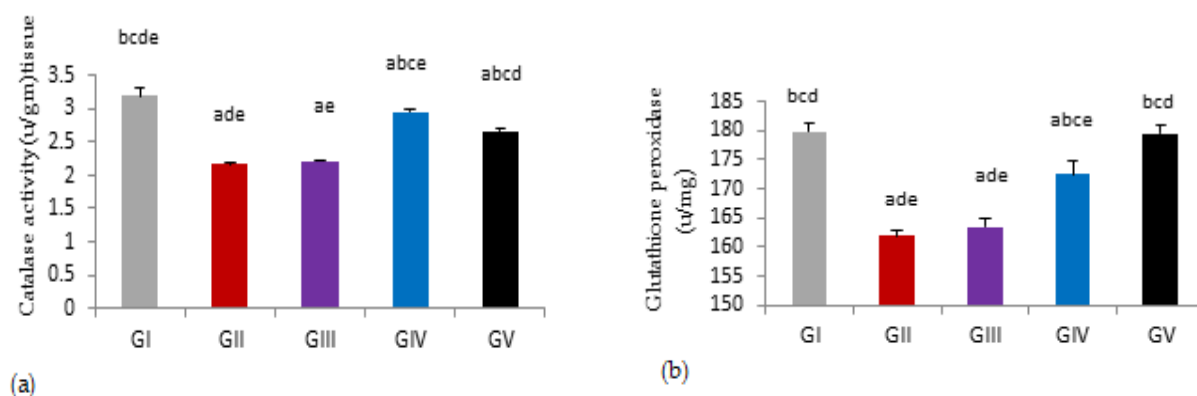 bcde
ade
ae
abce
abcd
Catalase activity(u/gm)tissue
3.5
3
2.5
2
1.5
1
0.5
0
GI
GII
GIII
GIV
GV
(a)
bcd
ade
ade
abce
bcd
Glutathione peroxidase
(u/mg)
185
180
175
170
165
160
155
150
GI
GII
GIII
GIV
GV
(b)